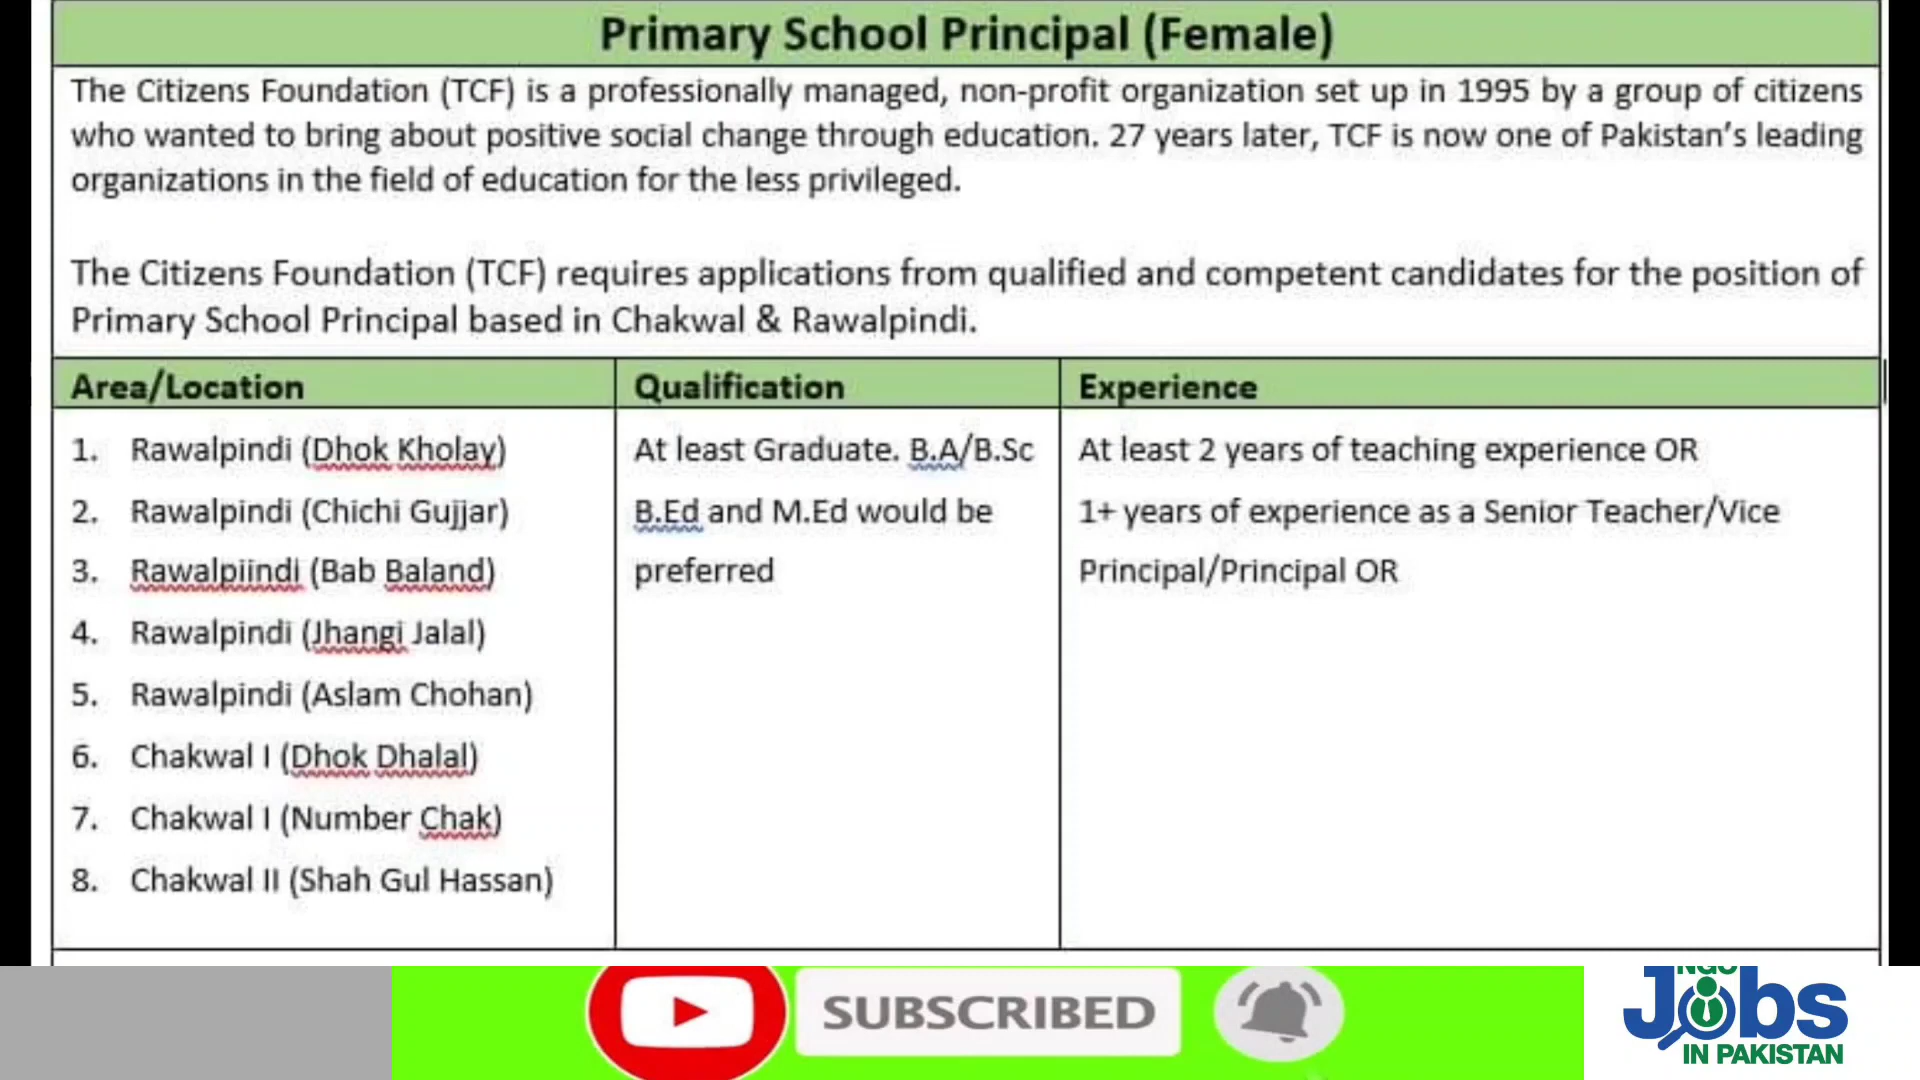 Primary School Principal (Female)
The Citizens Foundation (TCF) is a professionally managed, non-profit organization set up in 1995 by a group of citizens
who wanted to bring about positive social change through education. 27 years later, TCF is now one of Pakistan's leading
organizations in the field of education for the less privileged.
The Citizens Foundation (TCF) requires applications from qualified and competent candidates for the position of
Primary School Principal based in Chakwal & Rawalpindi.
Area/Location
1. Rawalpindi (Dhok Kholay)
2. Rawalpindi (Chichi Gujjar)
3. Rawalpiindi (Bab Baland)
4. Rawalpindi (Jhangi Jalal)
5. Rawalpindi (Aslam Chohan)
6. Chakwal I (Dhok Dhalal)
7. Chakwal I (Number Chak)
8. Chakwal II (Shah Gul Hassan)
Qualification
At least Graduate. B.A/B.Sc
B.Ed and M.Ed would be
preferred
Experience
At least 2 years of teaching experience OR
1+ years of experience as a Senior Teacher/Vice
Principal/Principal OR
SUBSCRIBED
NGO
Jobs
IN PAKISTAN